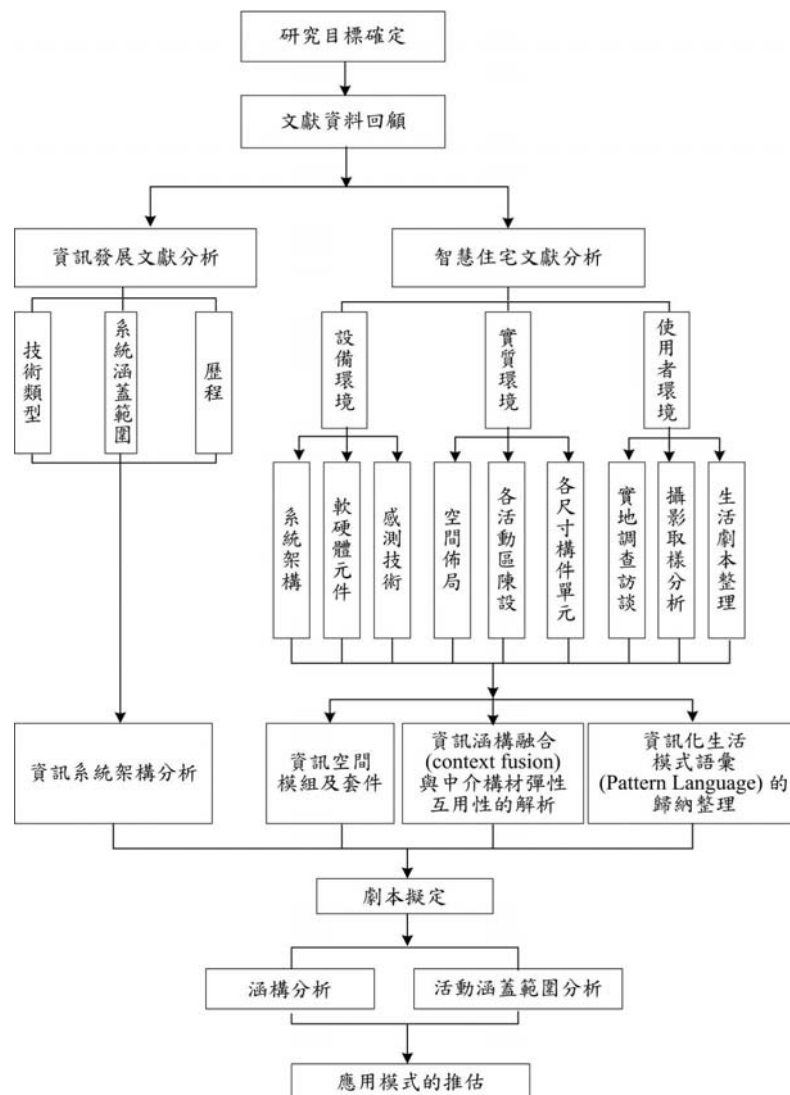 研究目標確定
文獻資料回顧
資訊發展文獻分析
智慧住宅文獻分析
技術類型
系統涵蓋範圍
歷程
設備環境
實質環境
使用者環境
系統架構
軟硬體元件
感測技術
空間佈局
各活動區陳設
各尺寸構件單元
實地調查訪談
攝影取樣分析
生活劇本整理
資訊系統架構分析
資訊空間
模組及套件
資訊涵構融合
(context fusion)
與中介構材彈性
互用性的解析
資訊化生活
模式語彙
(Pattern Language) 的
歸納整理
劇本擬定
涵構分析
活動涵蓋範圍分析
應用模式的推估